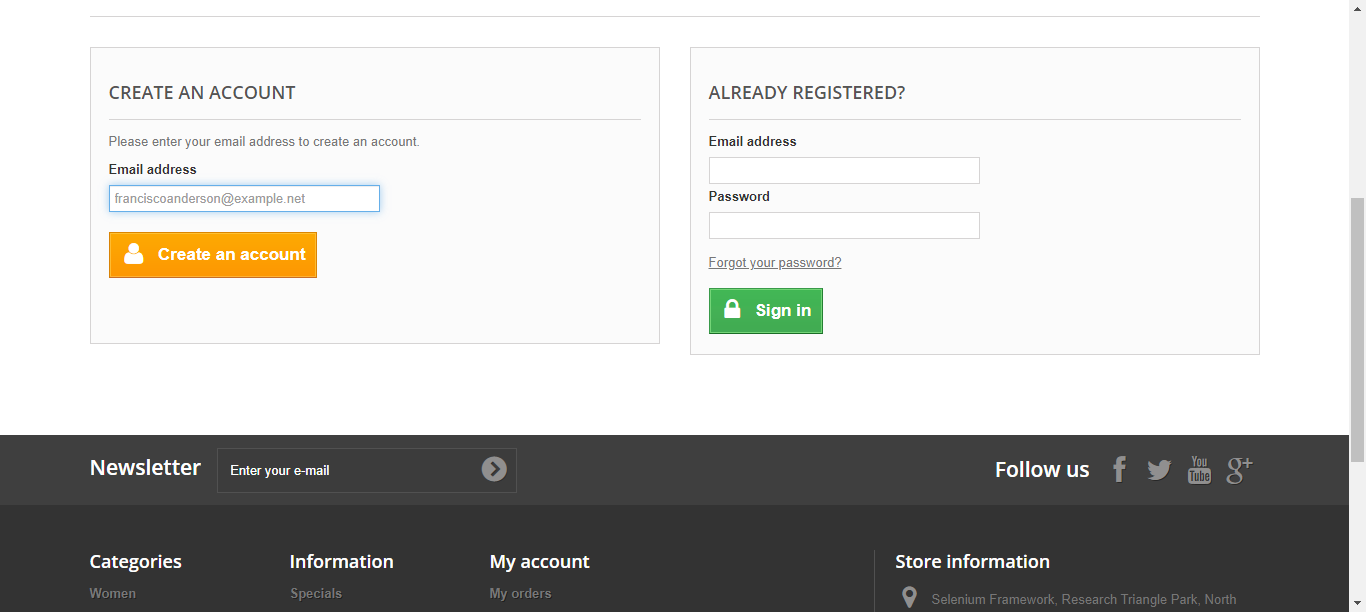 CREATE AN ACCOUNT
Please enter your email address to create an account.
Email address
franciscoanderson@example.net
Create an account
ALREADY REGISTERED?
Email address
Password
Forgot your password?
Sign in
Newsletter
Enter your e-mail
Follow us
You
Tube
g+
Categories
Women
Information
Specials
My account
My orders
Store information
Selenium Framework, Research Triangle Park, North